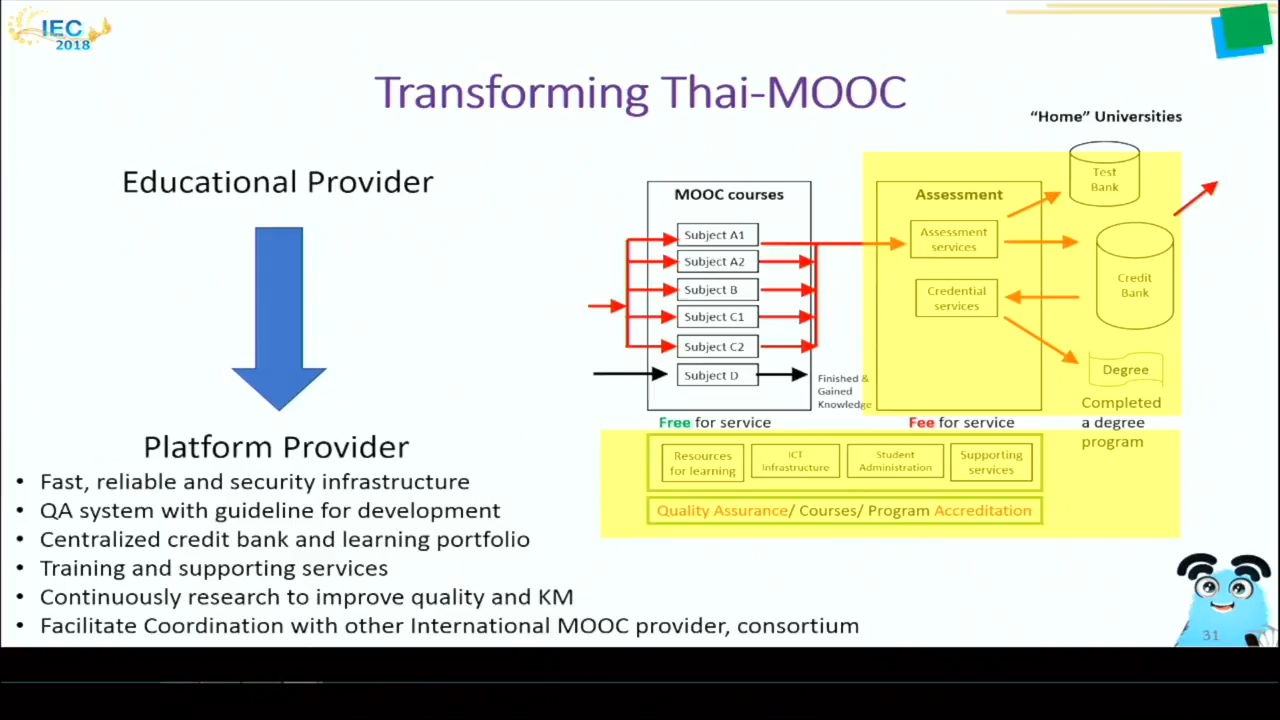 IEC
2018
Transforming Thai-MOOC
Educational Provider
Platform Provider
• Fast, reliable and security infrastructure
• QA system with guideline for development
• Centralized credit bank and learning portfolio
• Training and supporting services
• Continuously research to improve quality and KM
• Facilitate Coordination with other International MOOC provider, consortium
“Home” Universities
MOOC courses
Subject A1
Subject A2
Subject B
Subject C1
Subject C2
Subject D
Finished &
Gained
Knowledge
Free for service
Assessment
Assessment
services
Credential
services
Fee for service
Test
Bank
Credit
Bank
Degree
Completed
a degree
program
Resources
for learning
ICT
Infrastructure
Student
Administration
Supporting
services
Quality Assurance/ Courses/ Program Accreditation
31